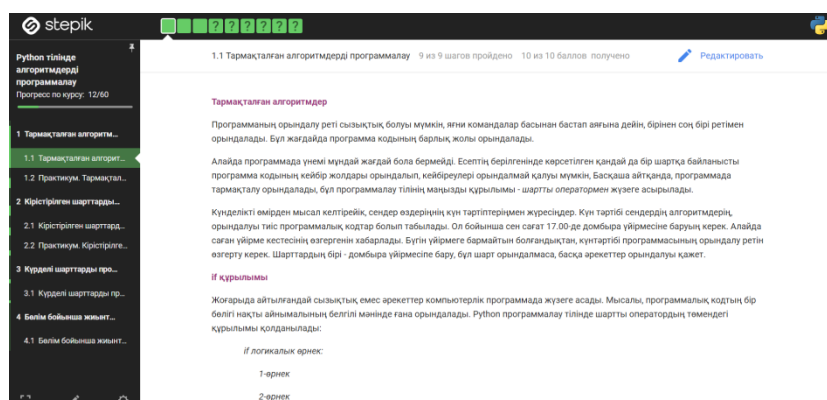 stepik
? ? ? ? ? ?
Python тілінде
алгоритмдерді
программалау
Прогресс по курсу: 12/60
1 Тармақталған алгоритм...
1.1 Тармақталған алгорит...
1.2 Практикум. Тармақтал...
2 Кірістірілген шарттарды...
2.1 Кірістірілген шарттард...
2.2 Практикум. Кірістірілге...
3 Күрделі шарттарды про...
3.1 Күрделі шарттарды пр...
4 Бөлім бойынша жиынт...
4.1 Бөлім бойынша жиынт...
1.1 Тармақталған алгоритмдерді программалау 9 из 9 шагов пройдено 10 из 10 баллов получено
Редактировать
Тармақталған алгоритмдер
Программаның орындалу реті сызықтық болуы мүмкін, яғни командалар басынан бастап аяғына дейін, бірінен соң бірі ретімен
орындалады. Бұл жағдайда программа кодының барлық жолы орындалады.
Алайда программада үнемі мұндай жағдай бола бермейді. Есептің берілгенінде көрсетілген қандай да бір шартқа байланысты
программа кодының кейбір жолдары орындалып, кейбіреулері орындалмай қалуы мүмкін, Басқаша айтқанда, программада
тармақталу орындалады, бұл программалау тілінің маңызды құрылымы - шартты оператормен жүзеге асырылады.
Күнделікті өмірден мысал келтірейік, сендер өздеріңнің күн тәртіптеріңмен жүресіңдер. Күн тәртібі сендердің алгоритмдерің,
орындалуы тиіс программалық кодтар болып табылады. Ол бойынша сен сағат 17.00-де домбыра үйірмесіне баруың керек. Алайда
саған үйірме кестесінің өзгергенін хабарлады. Бүгін үйірмеге бармайтын болғандықтан, күнтәртібі программасының орындалу ретін
өзгерту керек. Шарттардың бірі - домбыра үйірмесіпе бару, бұл шарт орындалмаса, басқа әрекеттер орындалуы қажет.
if құрылымы
Жоғарыда айтылғандай сызықтық емес әрекеттер компьютерлік программада жүзеге асады. Мысалы, программалық кодтың бір
бөлігі нақты айнымалының белгілі мәнінде ғана орындалады. Python программалау тілінде шартты оператордың төмендегі
құрылымы қолданылады:
if логикалык өрнек:
1-өрнек
2-өрнек